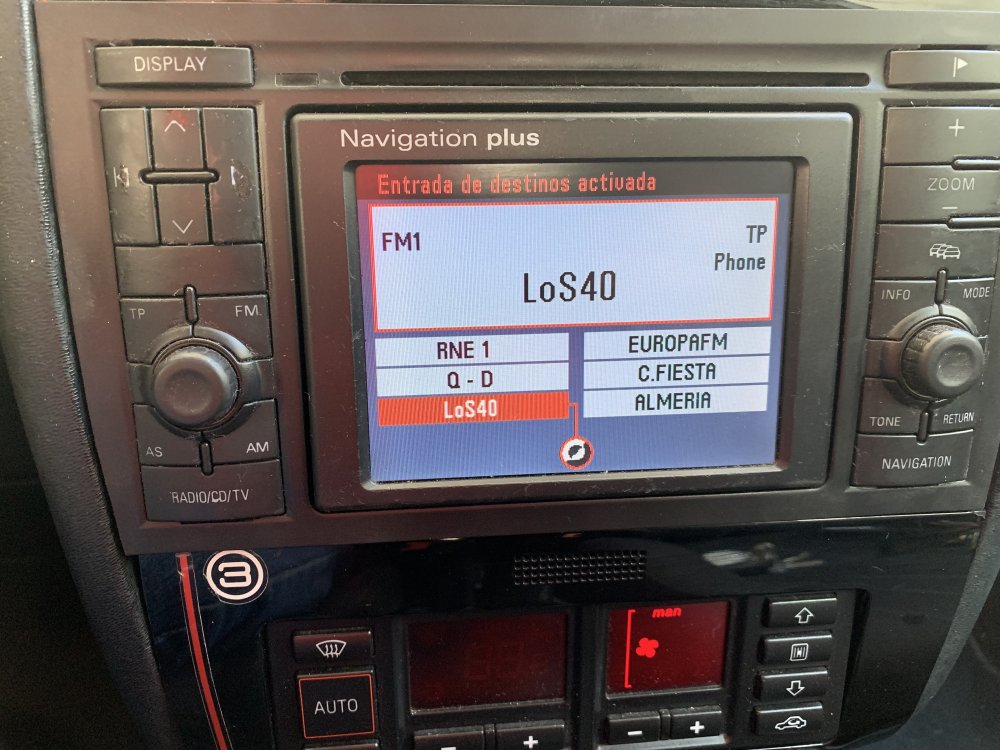 DISPLAY
Navigation plus
Entrada de destinos activada
FM1
TP
Phone
LoS40
RNE 1
EUROPAFM
Q - D
C.FIESTA
LoS40
ALMERIA
TP
FM
AS
AM
RADIO/CD/TV
+
ZOOM
−
INFO
MODE
TONE
RETURN
NAVIGATION
3
man
AUTO
−
+
−
+